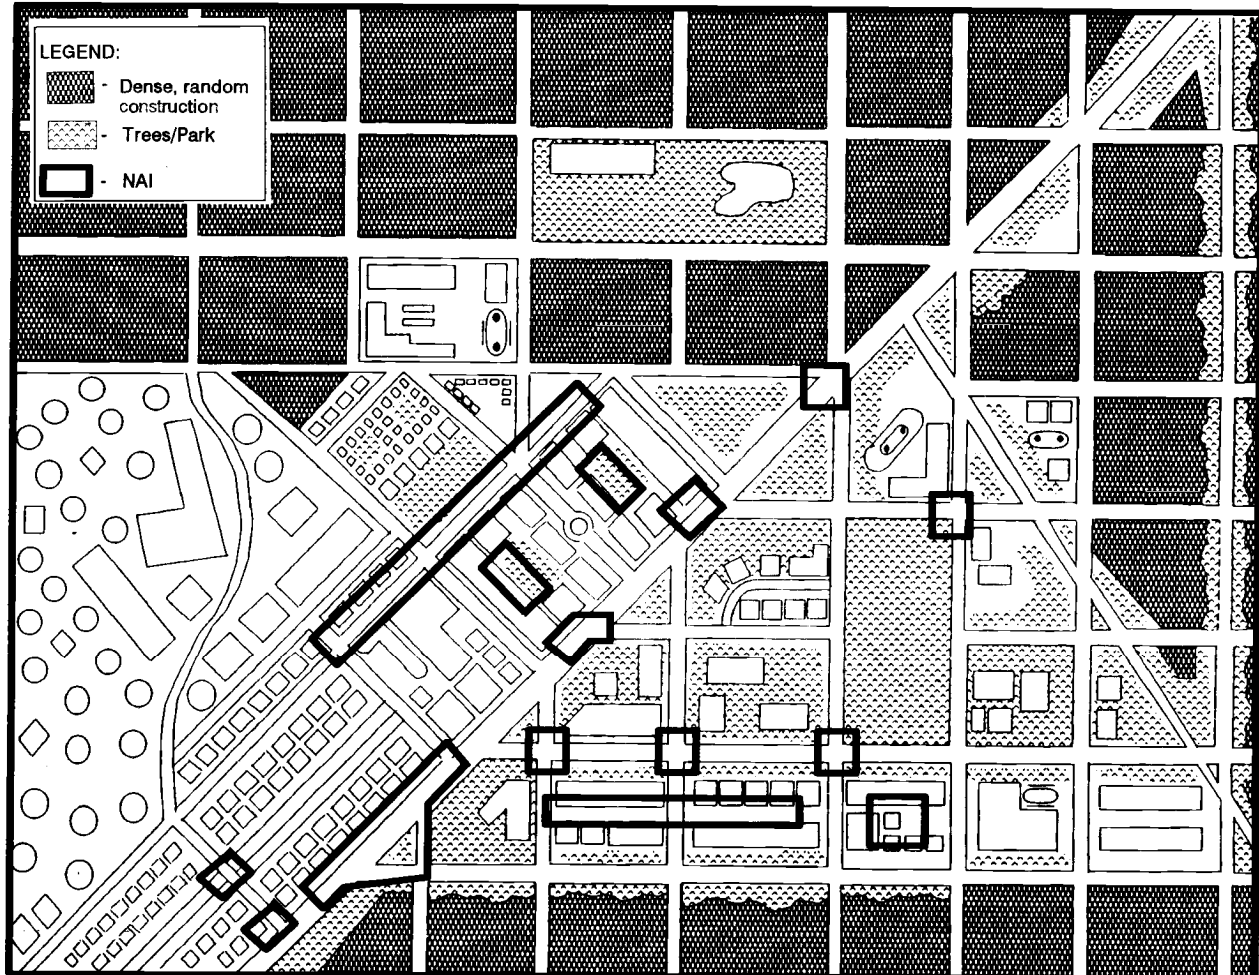 LEGEND:
- Dense, random
construction
- Trees/Park
- NAI